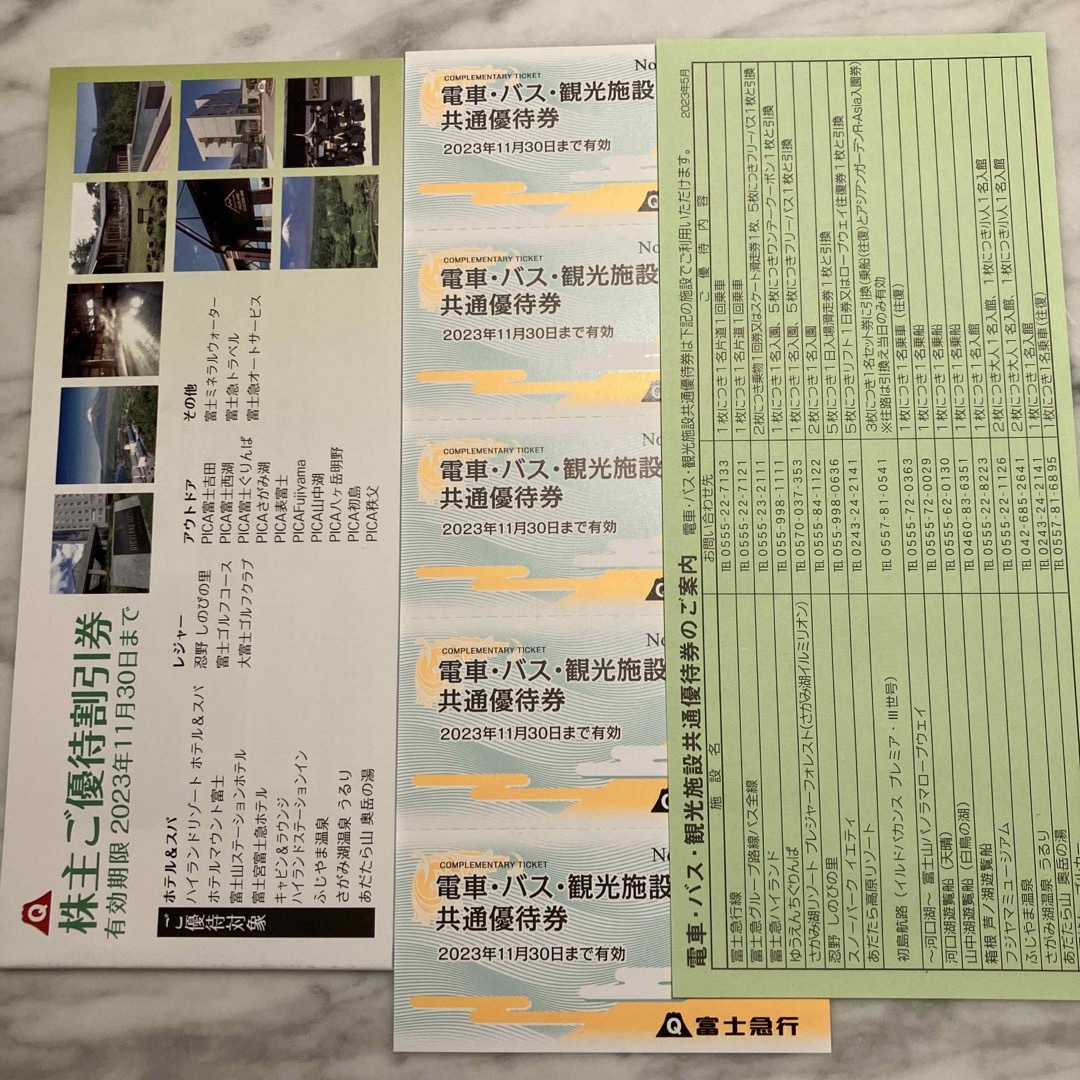 株主ご優待割引券
有効期限 2023年11月30日まで
ご優待対象
ホテル＆スパ
ハイランドリゾート ホテル＆スパ
ホテルマウント富士
富士山ステーションホテル
富士宮富士急ホテル
キャビン＆ラウンジ
ハイランドステーションイン
ふじやま温泉
さがみ湖温泉 うるり
あだたら山 奥岳の湯
レジャー
忍野 しのびの里
富士ゴルフコース
大富士ゴルフクラブ
アウトドア
PICA富士吉田
PICA富士西湖
PICA富士ぐりんぱ
PICAさがみ湖
PICA表富士
PICAFujiyama
PICA山中湖
PICA八ヶ岳明野
PICA初島
PICA秩父
その他
富士ミネラルウォーター
富士急トラベル
富士急オートサービス
No
COMPLEMENTARY TICKET
電車・バス・観光施設
共通優待券
2023年11月30日まで有効
Q
No
COMPLEMENTARY TICKET
電車・バス・観光施設
共通優待券
2023年11月30日まで有効
No
COMPLEMENTARY TICKET
電車・バス・観光施設
共通優待券
2023年11月30日まで有効
No
COMPLEMENTARY TICKET
電車・バス・観光施設
共通優待券
2023年11月30日まで有効
No
COMPLEMENTARY TICKET
電車・バス・観光施設
共通優待券
2023年11月30日まで有効
Q 富士急行
電車・バス・観光施設共通優待券のご案内 電車・バス・観光施設共通優待券は下記の施設でご利用いただけます。 2023年5月
施設名 お問い合わせ先 ご優待内容
富士急行線 TEL 0555-22-7133 1枚につき1名片道1回乗車
富士急グループ路線バス全線 TEL 0555-22-7121 1枚につき1名片道1回乗車
富士急ハイランド TEL 0555-23-2111 2枚につき乗物1回券又はスケート滑走券1枚、5枚につきフリーパス1枚と引換
ゆうえんちぐりんぱ TEL 055-998-1111 1枚につき1名入園、5枚につきワンデークーポン1枚と引換
さがみ湖リゾート プレジャーフォレスト(さがみ湖イルミリオン) TEL 0570-037-353 1枚につき1名入園、5枚につきフリーパス1枚と引換
忍野 しのびの里 TEL 0555-84-1122 2枚につき1名入園
スノーパーク イエティ TEL 055-998-0636 5枚につき1日入場滑走券1枚と引換
あだたら高原リゾート TEL 0243-24-2141 5枚につきリフト1日券又はロープウェイ往復券1枚と引換
初島航路（イルドバカンス プレミア・Ⅲ世号） TEL 0557-81-0541 3枚につき1名セット券に引換(乗船(往復)とアジアンガーデンR-Asia入園券)
※往路は引換え当日のみ有効
～河口湖～ 富士山パノラマロープウェイ TEL 0555-72-0363 1枚につき1名乗車（往復）
河口湖遊覧船（天晴） TEL 0555-72-0029 1枚につき1名乗船
山中湖遊覧船（白鳥の湖） TEL 0555-62-0130 1枚につき1名乗船
箱根 芦ノ湖遊覧船 TEL 0460-83-6351 1枚につき1名乗船
フジヤマミュージアム TEL 0555-22-8223 1枚につき1名入館
ふじやま温泉 TEL 0555-22-1126 2枚につき大人1名入館、1枚につき小人1名入館
さがみ湖温泉 うるり TEL 042-685-2641 2枚につき大人1名入館、1枚につき小人1名入館
あだたら山 奥岳の湯 TEL 0243-24-2141 1枚につき1名入館
TEL 0557-81-6895 1枚につき1名乗車（往復）